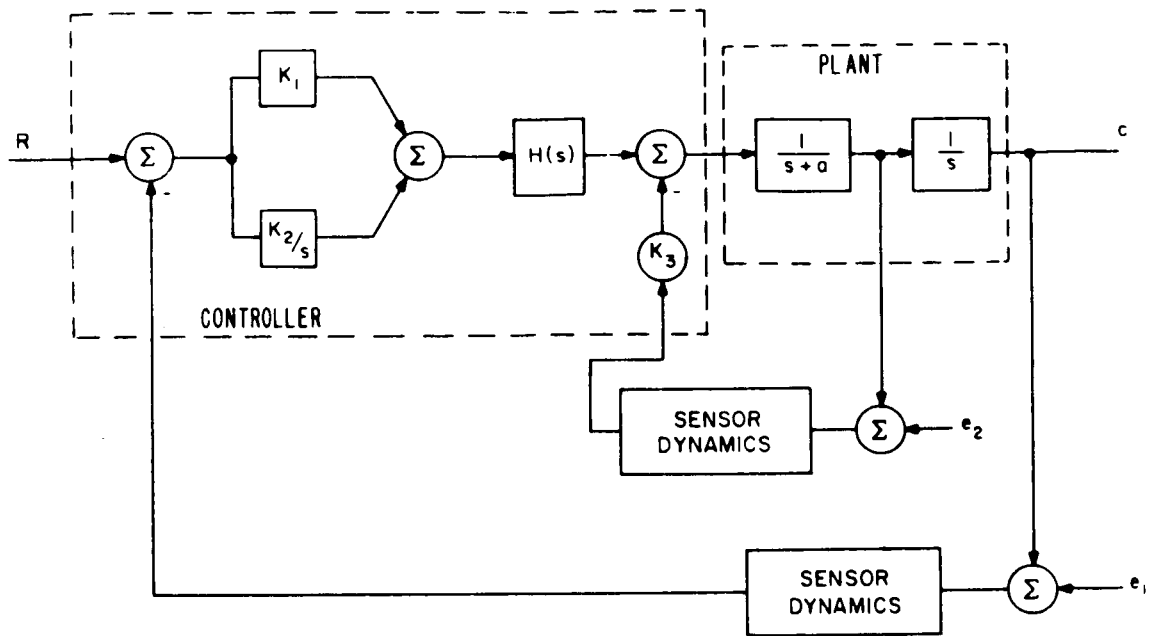 PLANT
K₁
R
Σ
Σ
H(s)
Σ
1
s + a
1
s
c
-
-
K₂/s
K₃
CONTROLLER
SENSOR
DYNAMICS
Σ
e₂
SENSOR
DYNAMICS
Σ
e₁